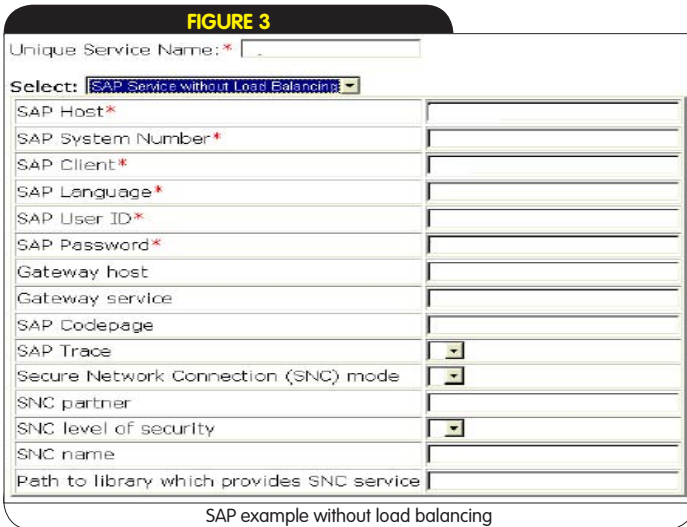 FIGURE 3
Unique Service Name:*
Select: SAP Service without Load Balancing
SAP Host*
SAP System Number*
SAP Client*
SAP Language*
SAP User ID*
SAP Password*
Gateway host
Gateway service
SAP Codepage
SAP Trace
Secure Network Connection (SNC) mode
SNC partner
SNC level of security
SNC name
Path to library which provides SNC service
SAP example without load balancing